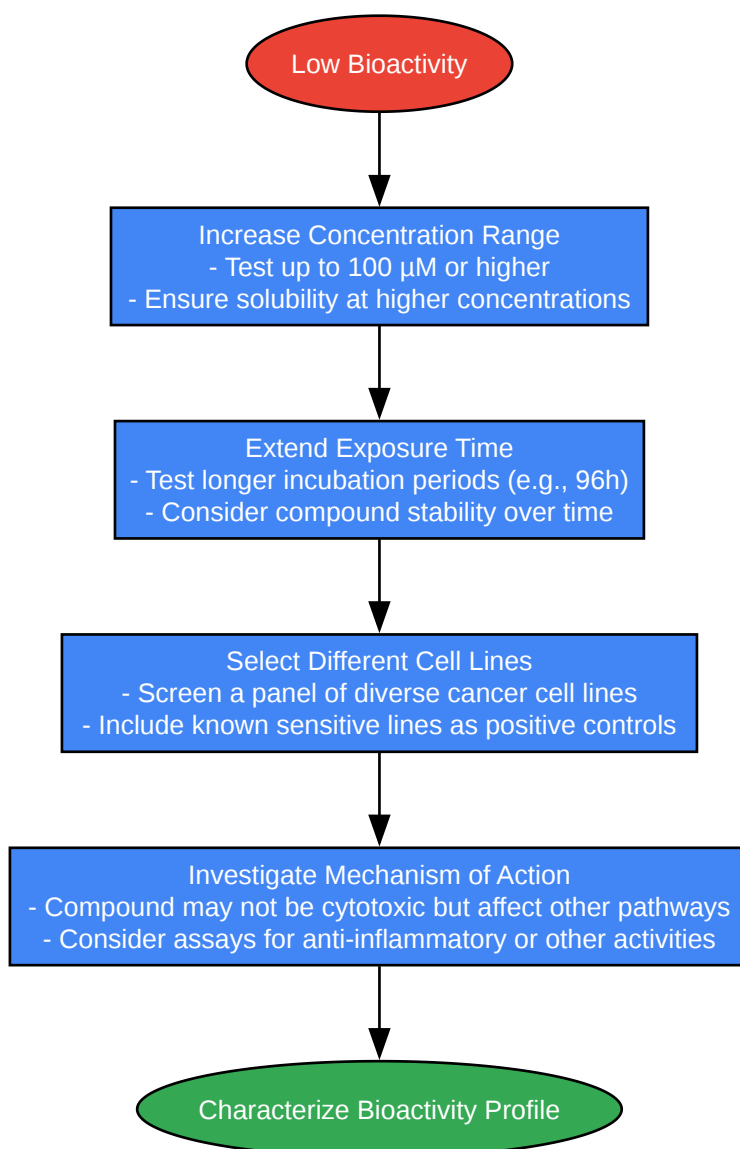 Low Bioactivity
Increase Concentration Range
- Test up to 100 µM or higher
- Ensure solubility at higher concentrations
Extend Exposure Time
- Test longer incubation periods (e.g., 96h)
- Consider compound stability over time
Select Different Cell Lines
- Screen a panel of diverse cancer cell lines
- Include known sensitive lines as positive controls
Investigate Mechanism of Action
- Compound may not be cytotoxic but affect other pathways
- Consider assays for anti-inflammatory or other activities
Characterize Bioactivity Profile